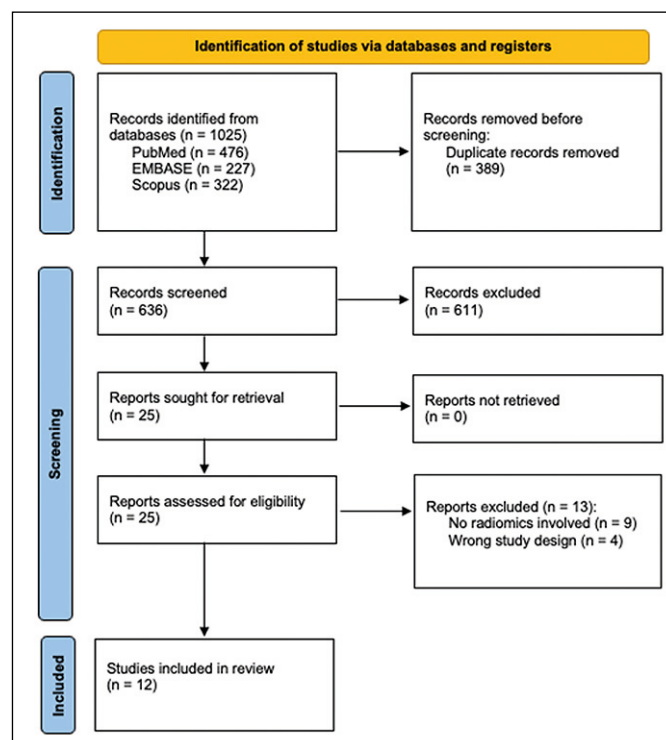 Identification of studies via databases and registers
Identification
Records identified from
databases (n = 1025)
PubMed (n = 476)
EMBASE (n = 227)
Scopus (n = 322)
Records removed before
screening:
Duplicate records removed
(n = 389)
Screening
Records screened
(n = 636)
Records excluded
(n = 611)
Reports sought for retrieval
(n = 25)
Reports not retrieved
(n = 0)
Reports assessed for eligibility
(n = 25)
Reports excluded (n = 13):
No radiomics involved (n = 9)
Wrong study design (n = 4)
Included
Studies included in review
(n = 12)